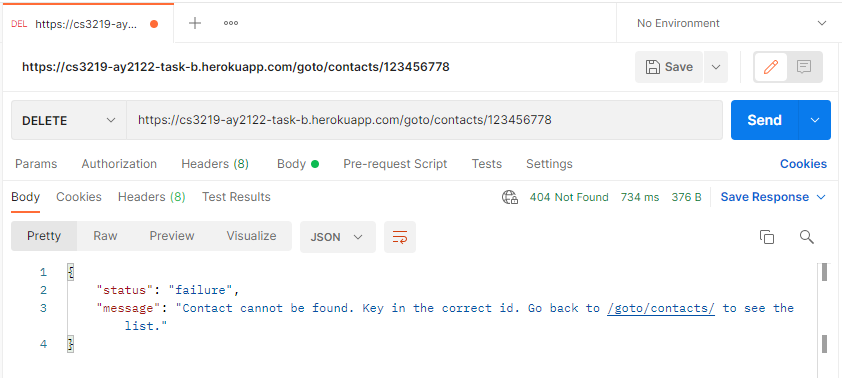 DEL https://cs3219-ay... No Environment
https://cs3219-ay2122-task-b.herokuapp.com/goto/contacts/123456778 Save
DELETE https://cs3219-ay2122-task-b.herokuapp.com/goto/contacts/123456778 Send
Params Authorization Headers (8) Body Pre-request Script Tests Settings Cookies
Body Cookies Headers (8) Test Results 404 Not Found 734 ms 376 B Save Response
Pretty Raw Preview Visualize JSON
1 {
2 "status": "failure",
3 "message": "Contact cannot be found. Key in the correct id. Go back to /goto/contacts/ to see the
list."
4 }